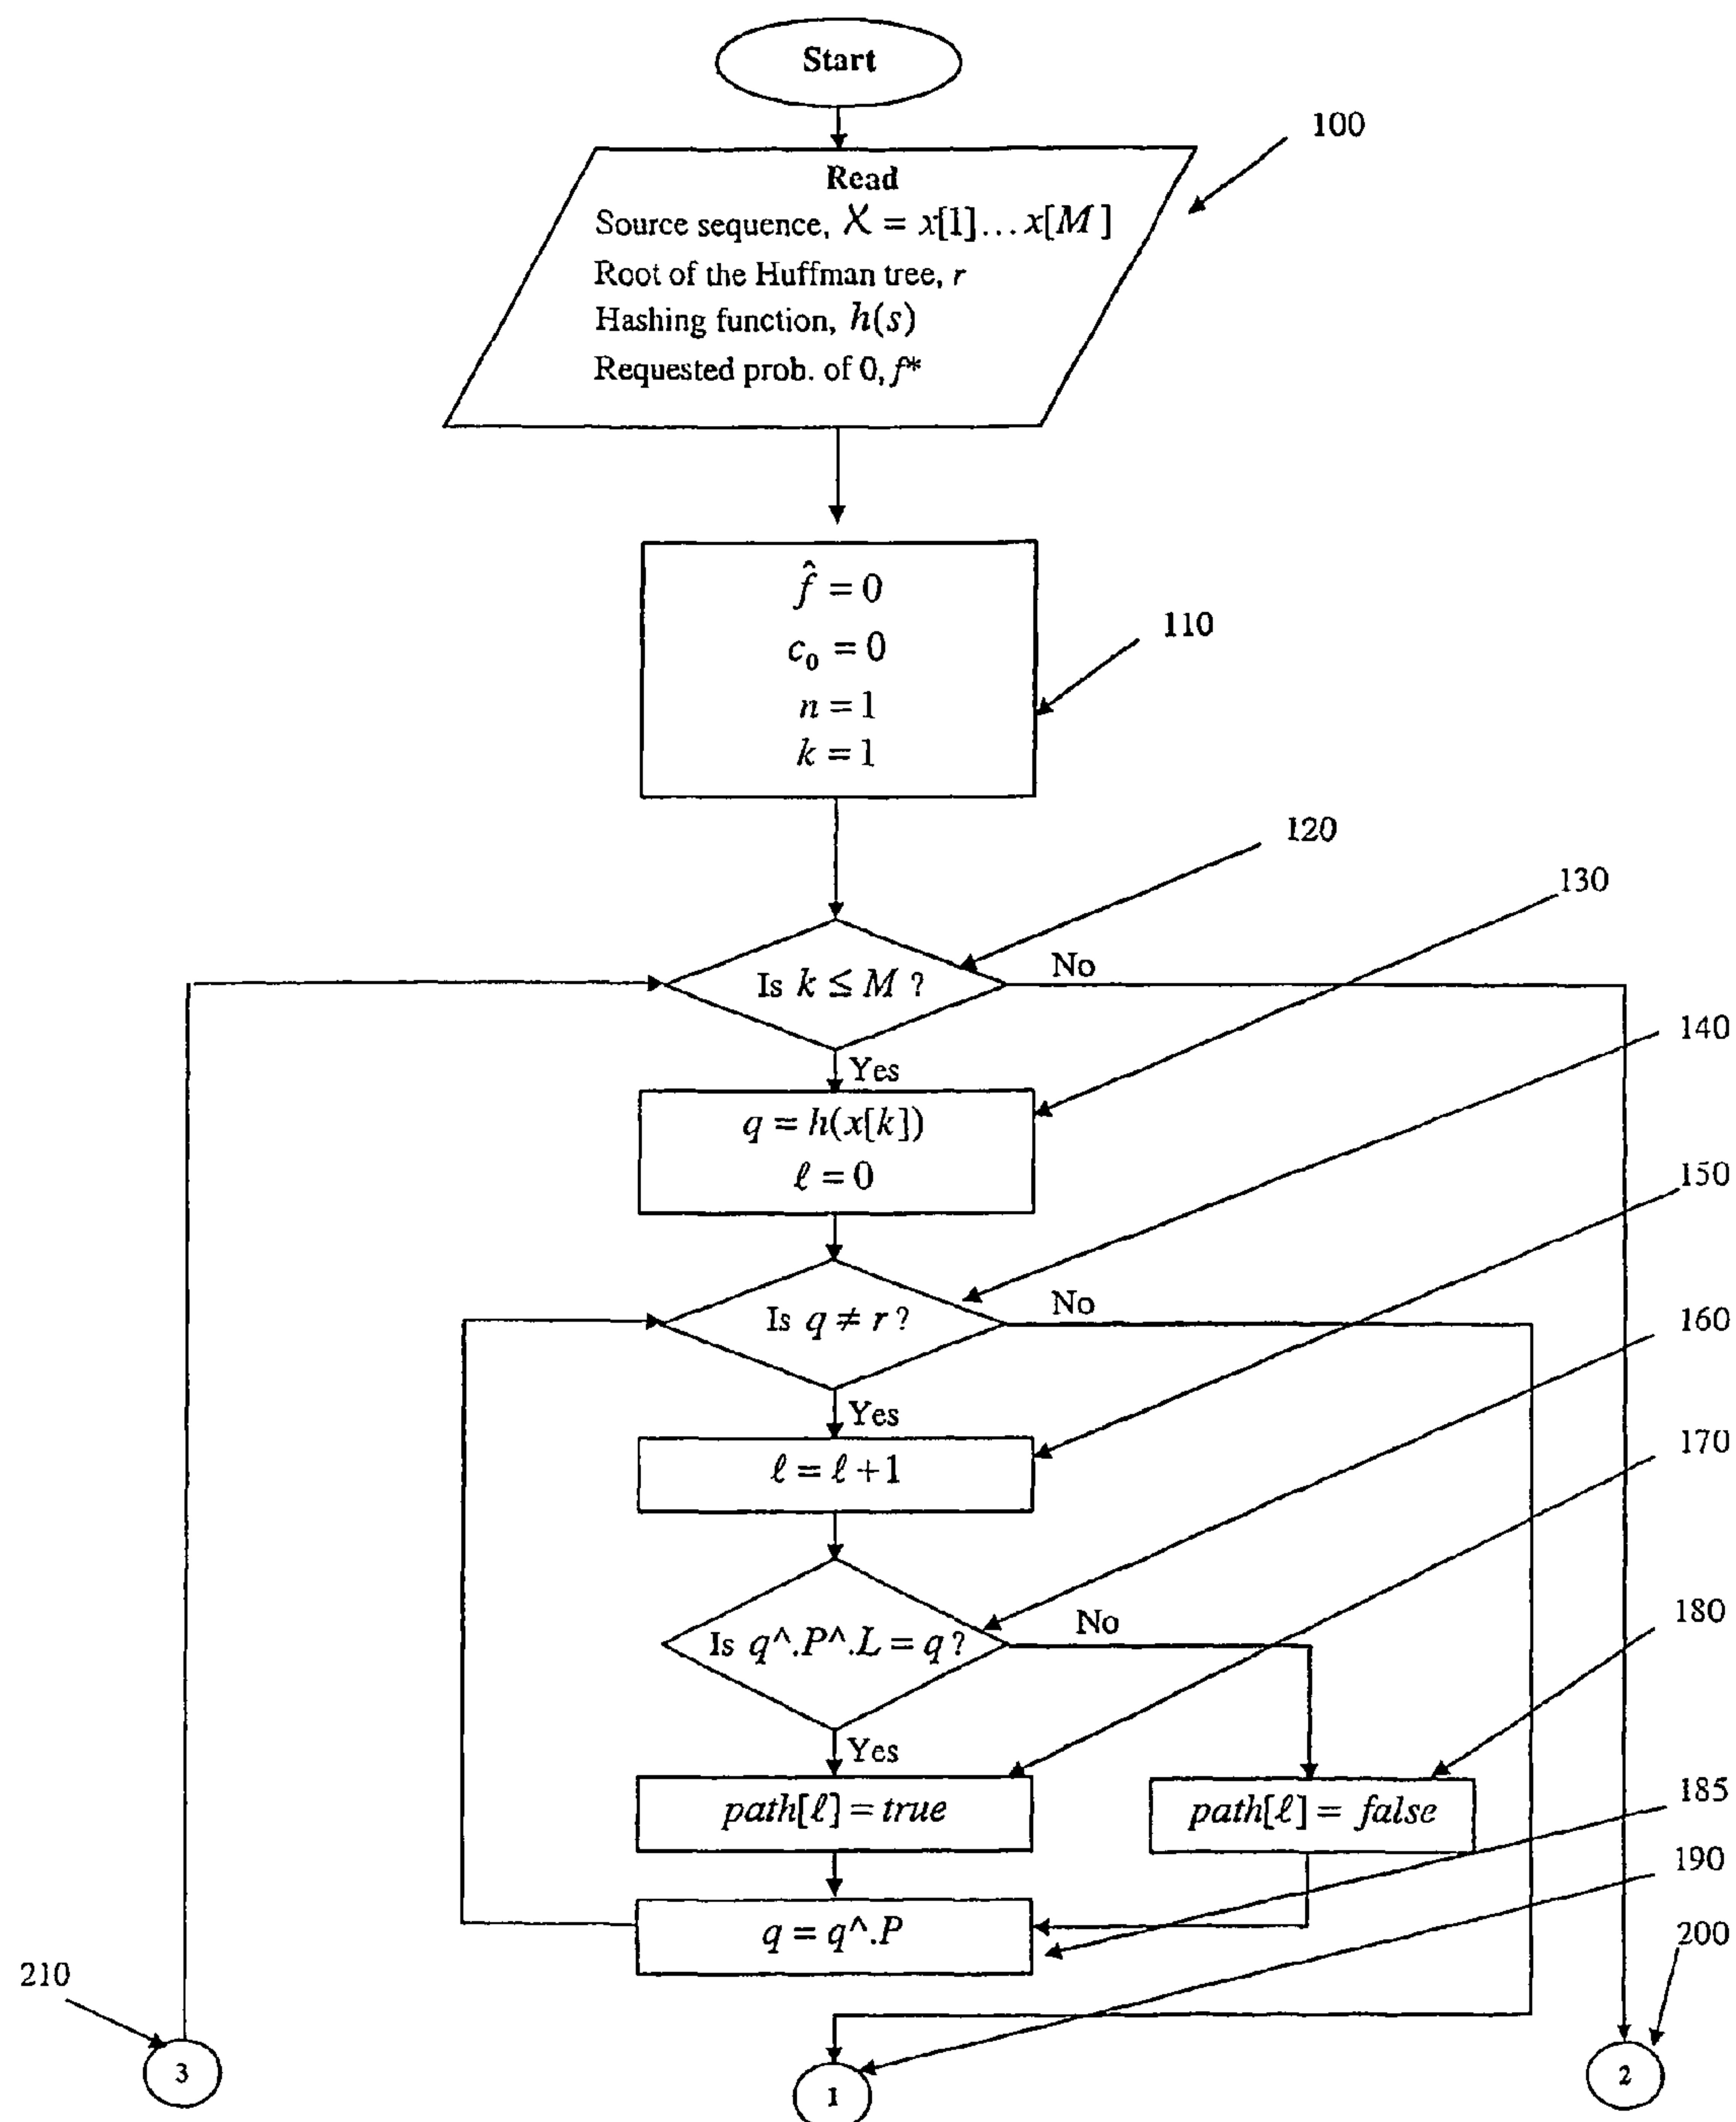 Start
100
Read
Source sequence, X = x[1]...x[M]
Root of the Huffman tree, r
Hashing function, h(s)
Requested prob. of 0, f*
f̂ = 0
110
c₀ = 0
n = 1
k = 1
120
130
Is k ≤ M ?
No
140
Yes
q = h(x[k])
ℓ = 0
150
Is q ≠ r ?
No
160
Yes
170
ℓ = ℓ + 1
180
Is q^.P^.L = q ?
No
Yes
185
path[ℓ] = true
path[ℓ] = false
190
q = q^.P
200
210
3
1
2